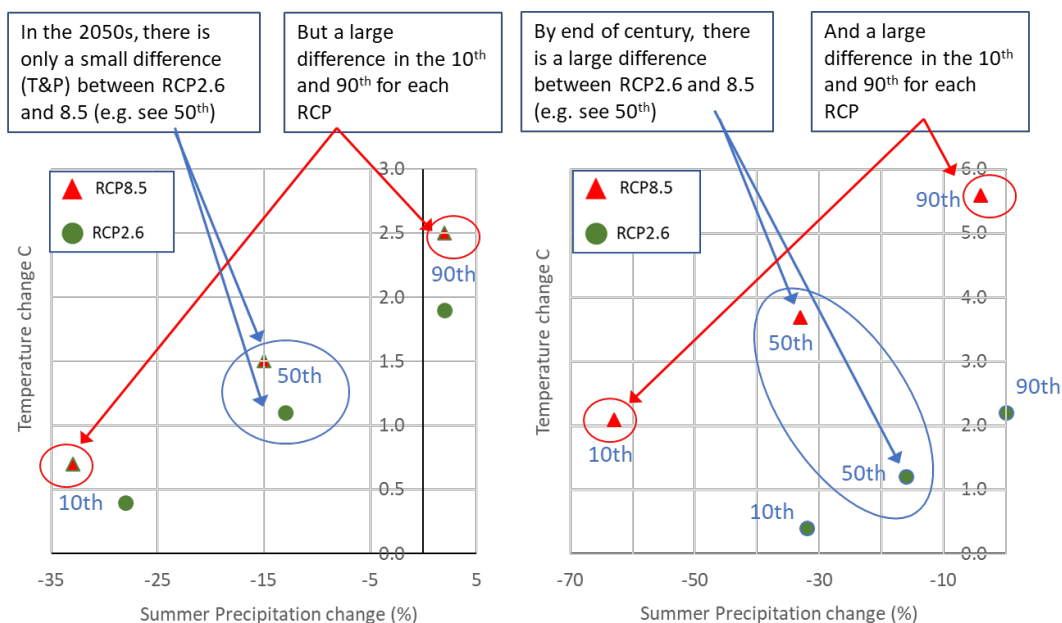 In the 2050s, there is
only a small difference
(T&P) between RCP2.6
and 8.5 (e.g. see 50th)
But a large
difference in the 10th
and 90th for each
RCP
By end of century, there
is a large difference
between RCP2.6 and 8.5
(e.g. see 50th)
And a large
difference in the 10th
and 90th for each
RCP
RCP8.5
RCP2.6
Temperature change C
3.0
2.5
2.0
1.5
1.0
0.5
0.0
90th
50th
10th
-35
-25
-15
-5
5
Summer Precipitation change (%)
RCP8.5
RCP2.6
Temperature change C
6.0
5.0
4.0
3.0
2.0
1.0
0.0
90th
50th
10th
90th
50th
10th
-70
-50
-30
-10
Summer Precipitation change (%)